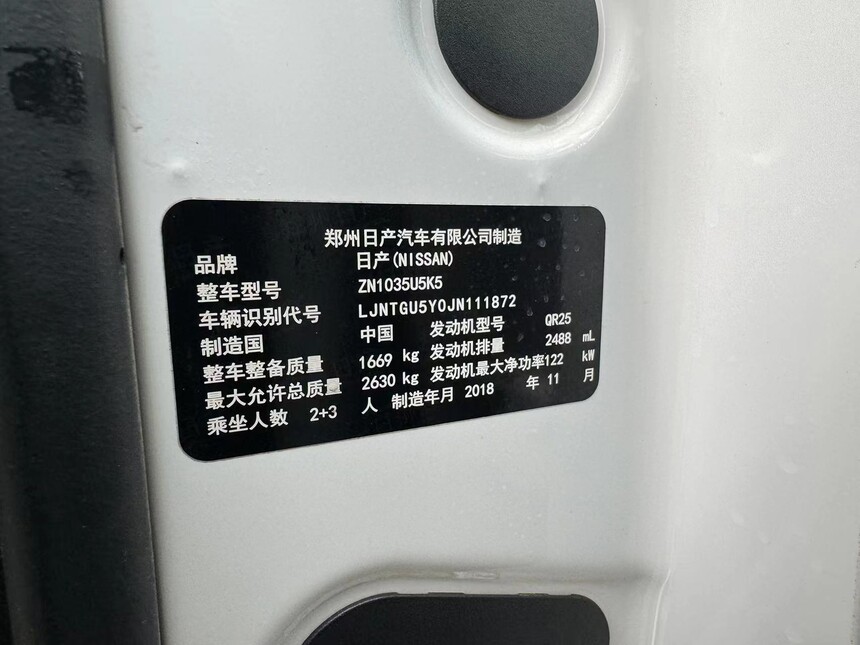 郑州日产汽车有限公司制造
品牌 日产(NISSAN)
整车型号 ZN1035U5K5
车辆识别代号 LJNTGU5Y0JN111872
制造国 中国 发动机型号 QR25
整车整备质量 1669 kg 发动机排量 2488 mL
最大允许总质量 2630 kg 发动机最大净功率122 kW
乘坐人数 2+3 人 制造年月 2018 年 11 月